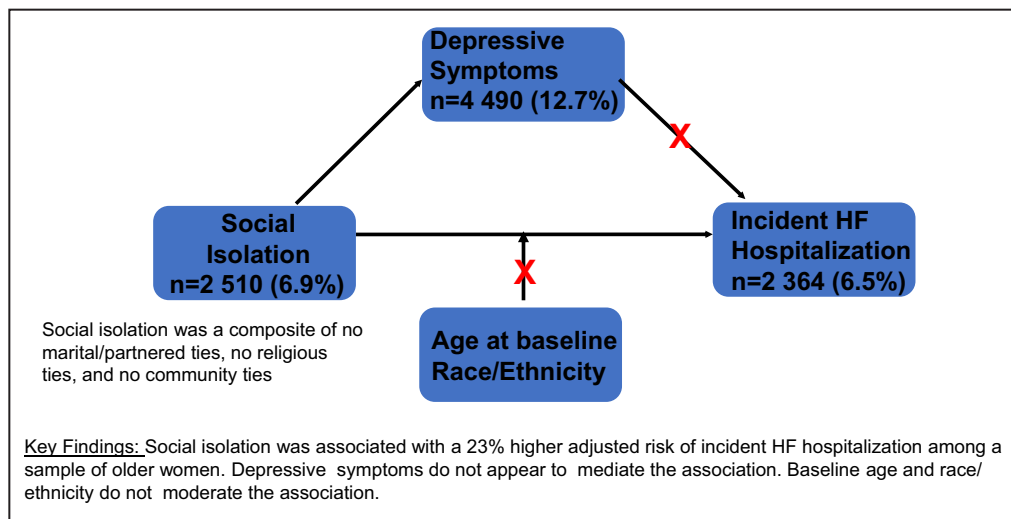 Depressive
Symptoms
n=4 490 (12.7%)
X
Social
Isolation
n=2 510 (6.9%)
Incident HF
Hospitalization
n=2 364 (6.5%)
X
Social isolation was a composite of no
marital/partnered ties, no religious
ties, and no community ties
Age at baseline
Race/Ethnicity
Key Findings: Social isolation was associated with a 23% higher adjusted risk of incident HF hospitalization among a
sample of older women. Depressive symptoms do not appear to mediate the association. Baseline age and race/
ethnicity do not moderate the association.